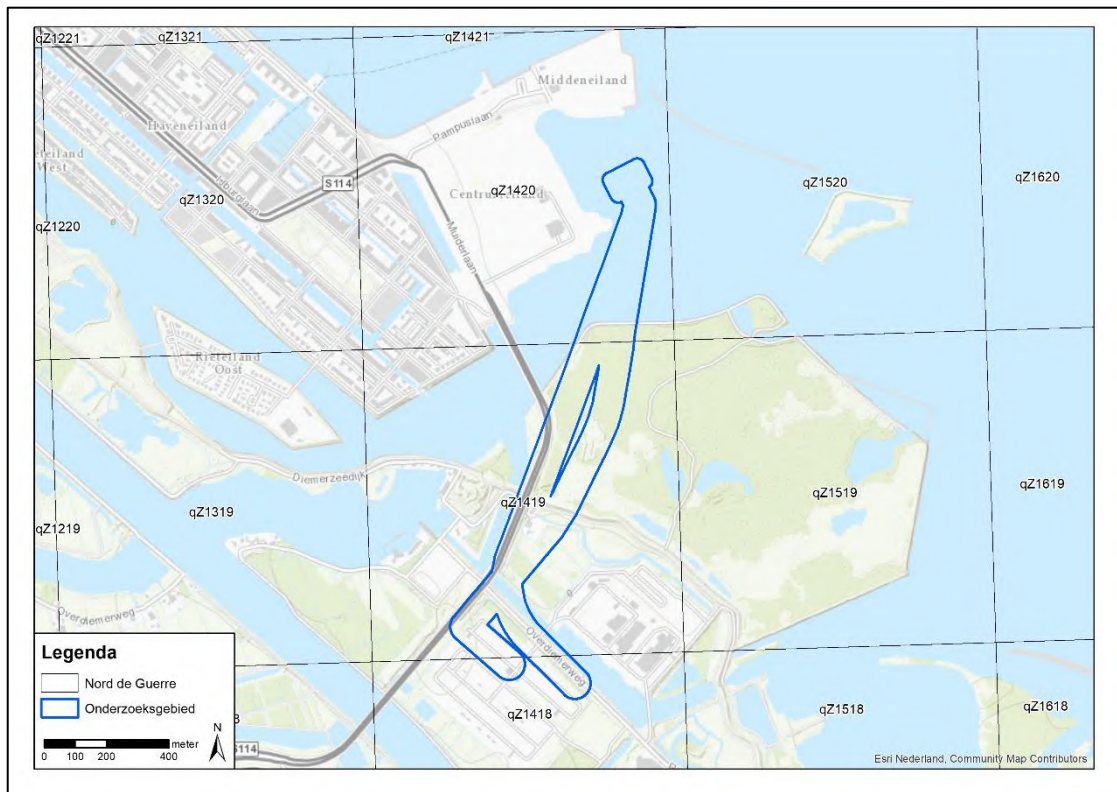 qZ1221
qZ1321
qZ1421
Middeneiland
Pampuslaan
Haveneiland
S114
IJburglaan
Centrumeiland
qZ1420
qZ1520
qZ1620
West
qZ1320
qZ1220
Muiderlaan
Rieteiland
Oost
Diemerzeedijk
qZ1419
qZ1519
qZ1619
qZ1319
qZ1219
Overdiemerweg
Overdiemerweg
qZ1418
qZ1518
qZ1618
Legenda
Nord de Guerre
Onderzoeksgebied
N
meter
0 100 200 400
S114
Esri Nederland, Community Map Contributors